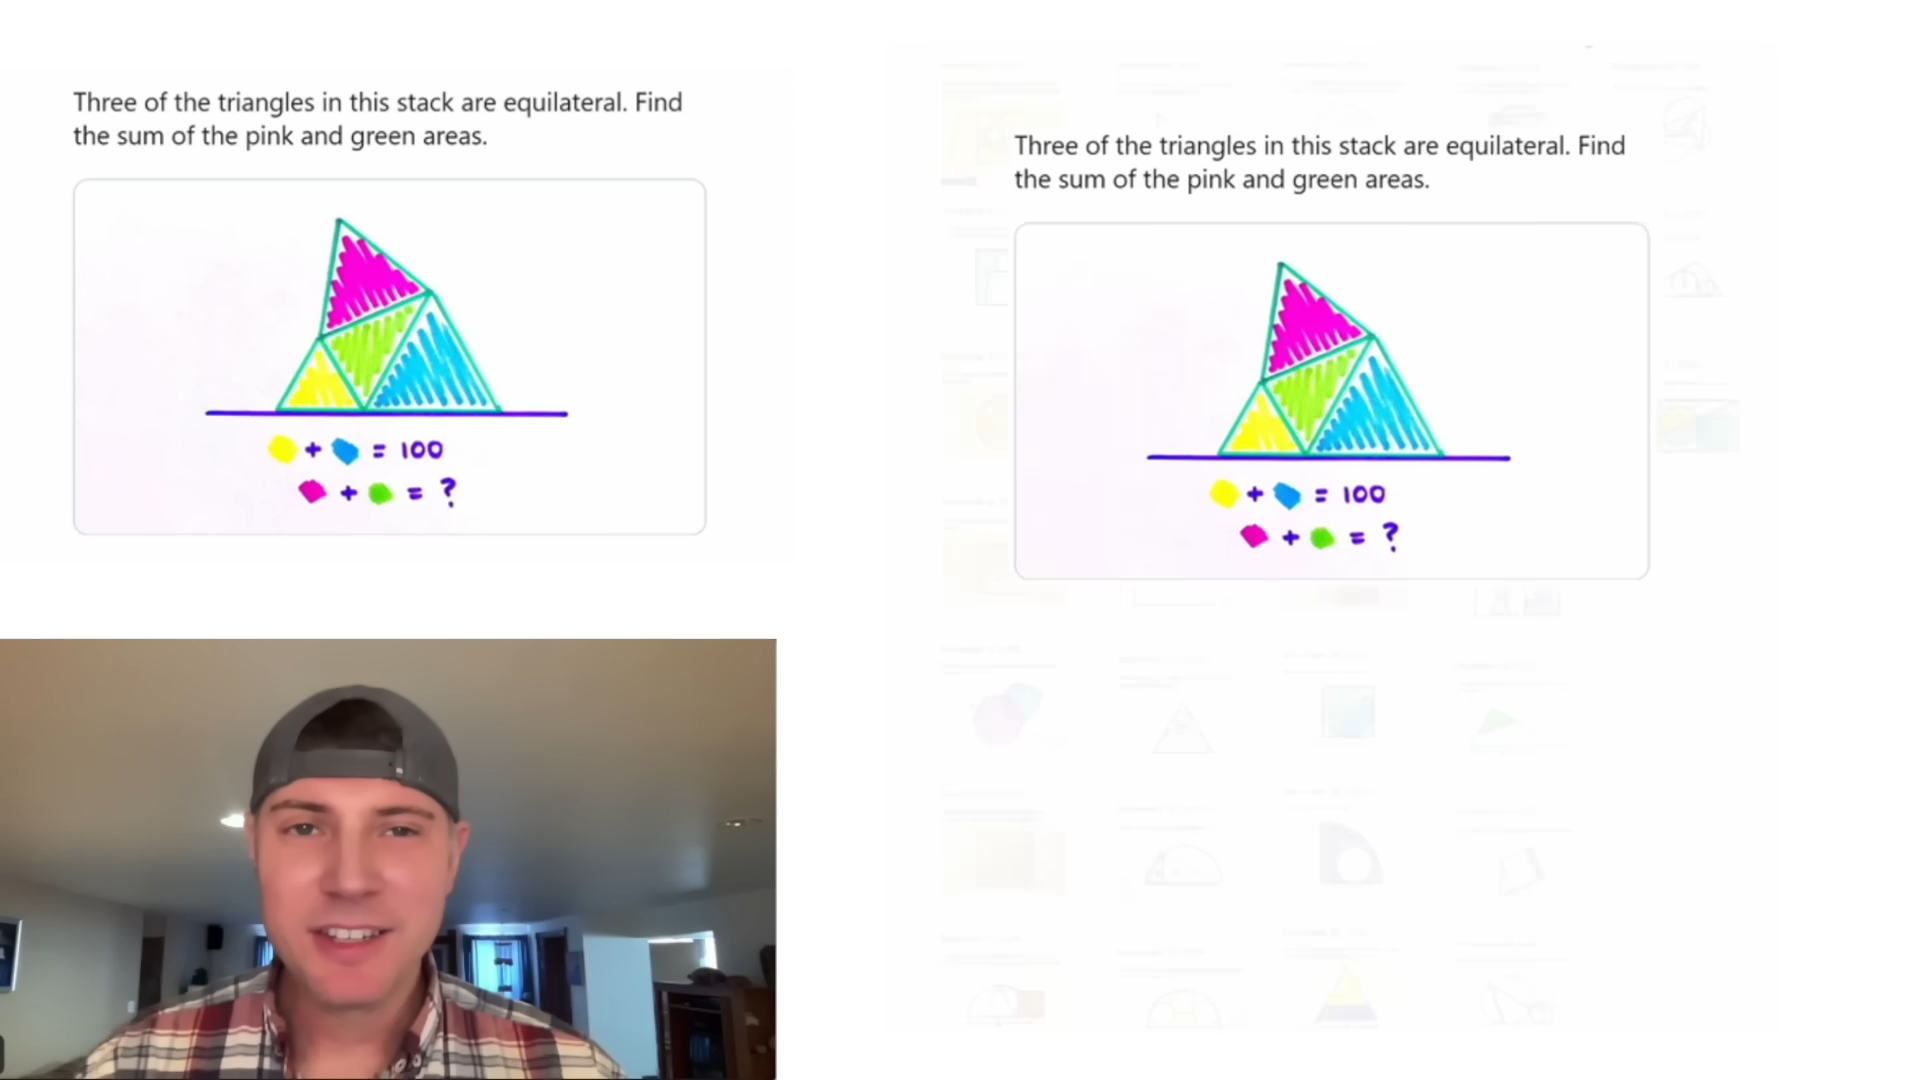 Three of the triangles in this stack are equilateral. Find
the sum of the pink and green areas.
+ = 100
+ = ?
Three of the triangles in this stack are equilateral. Find
the sum of the pink and green areas.
+ = 100
+ = ?